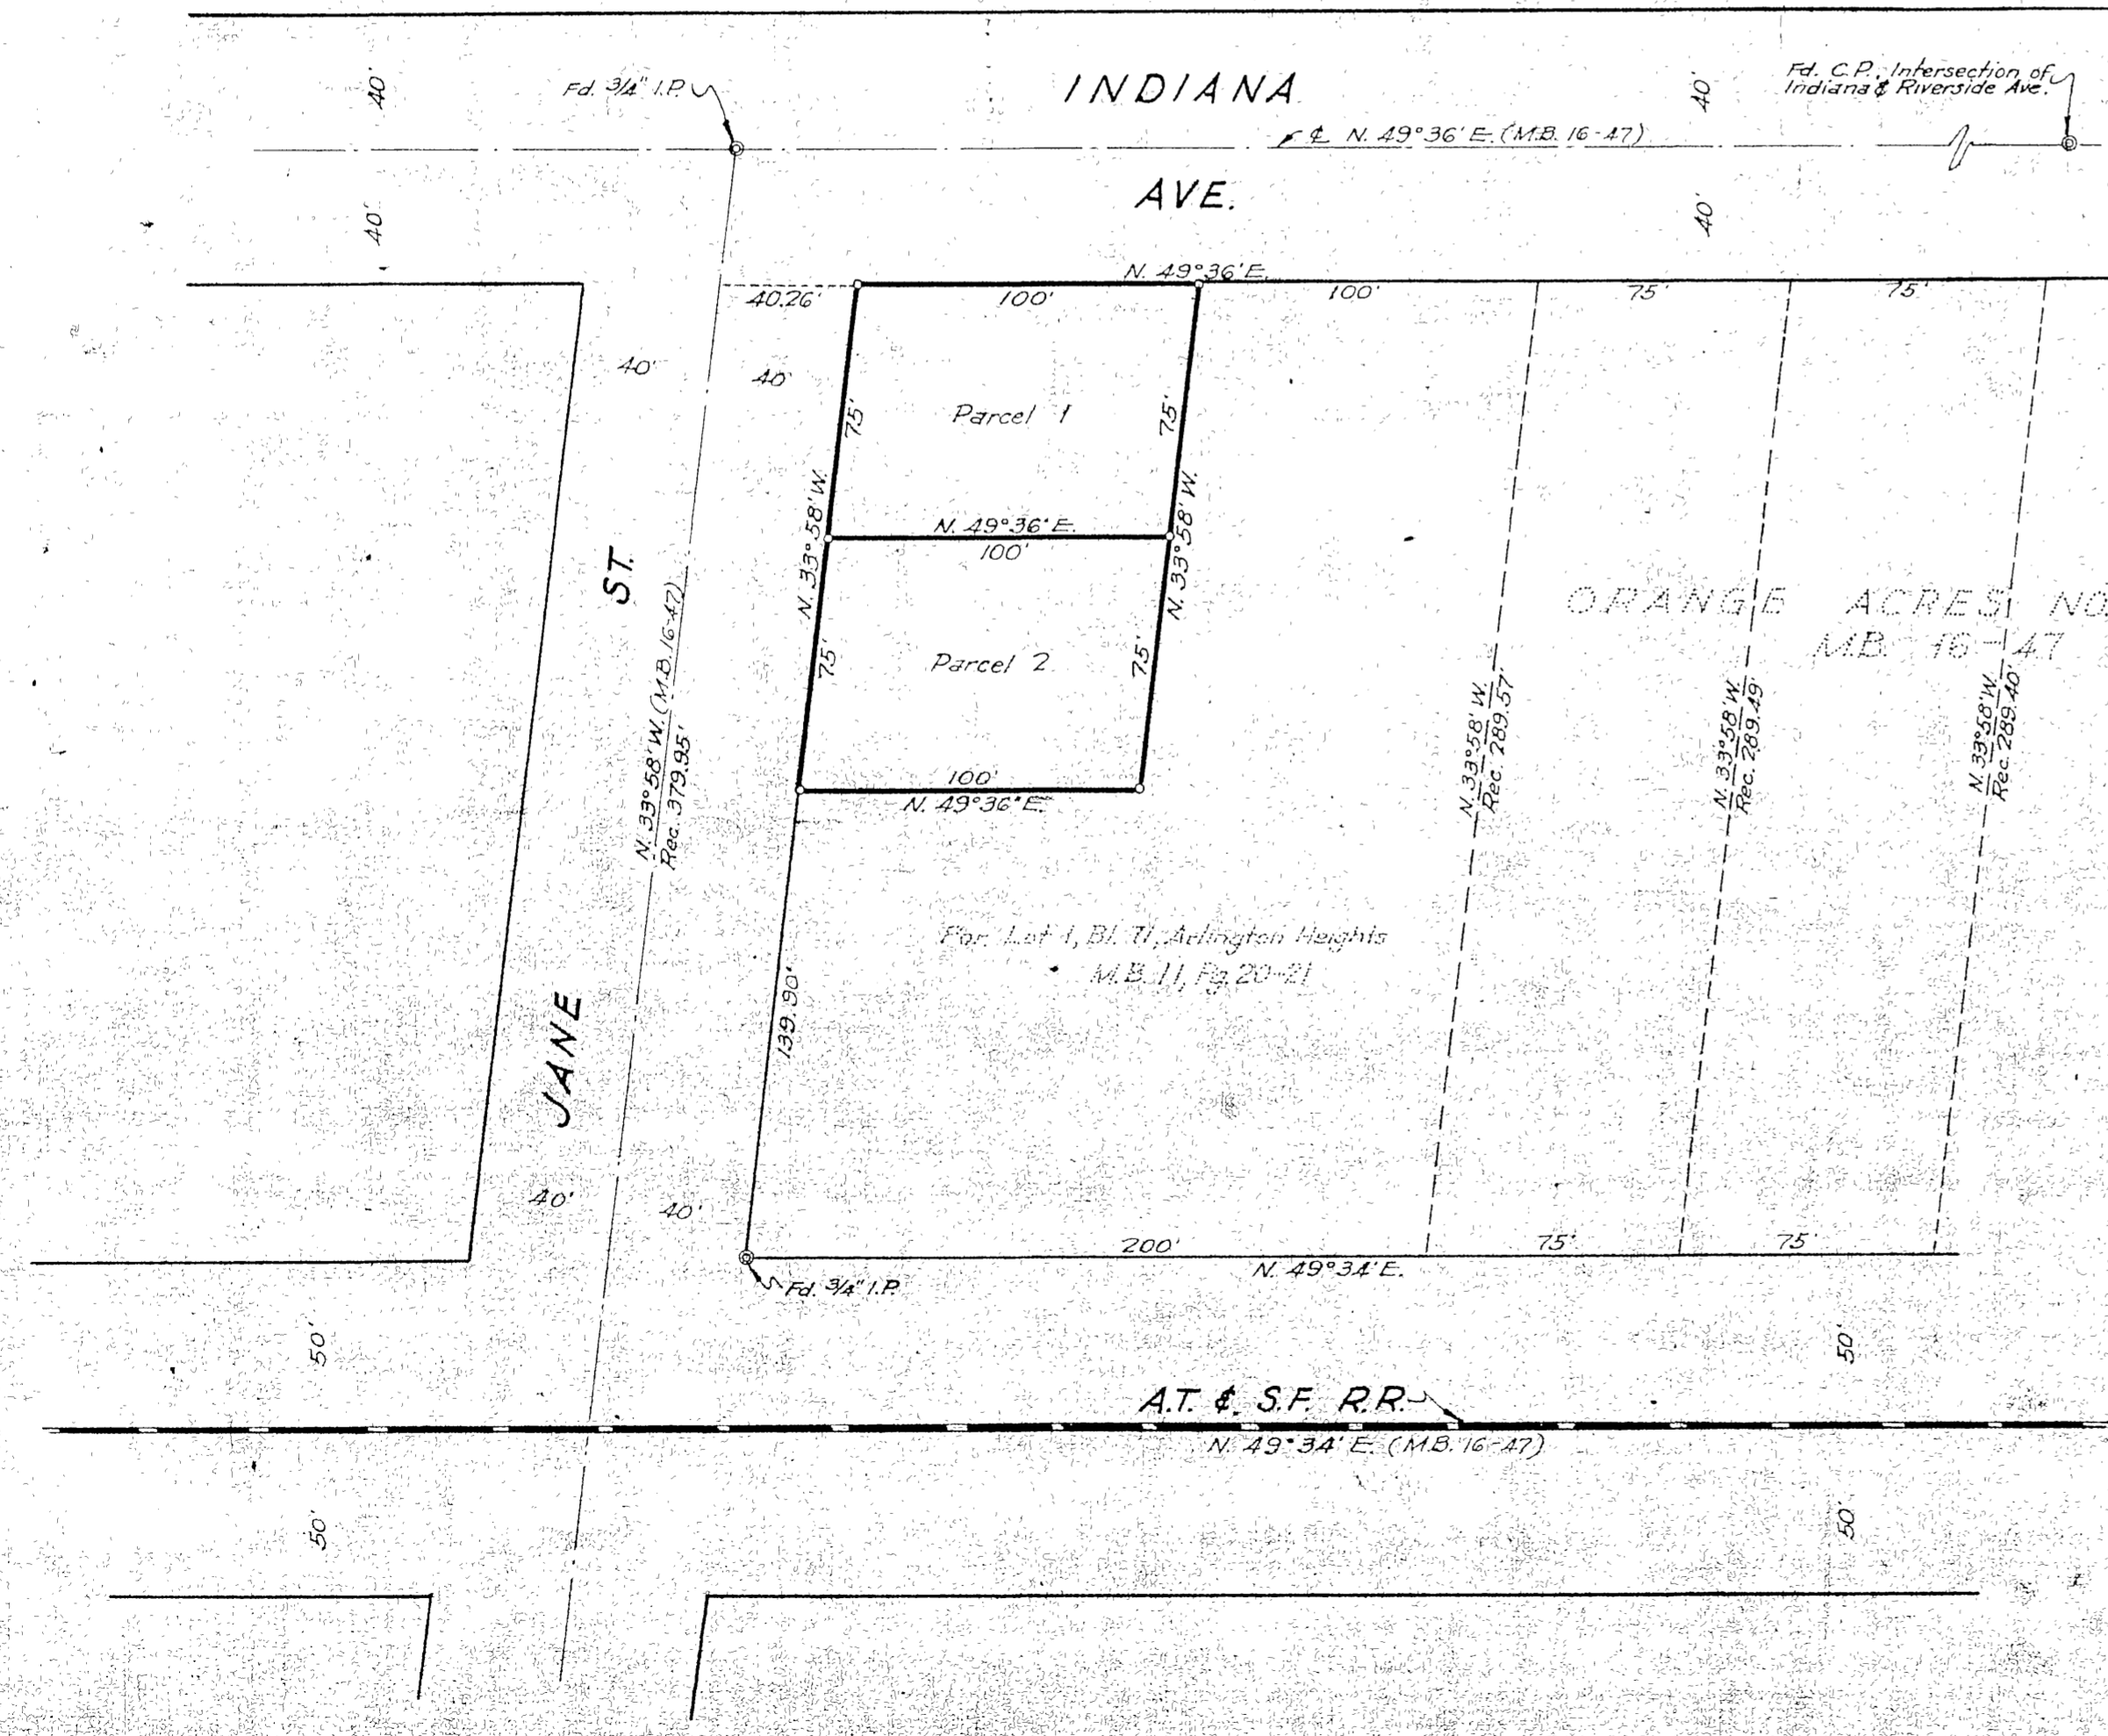 40'
Fd. 3/4" I.P.
INDIANA
40'
Fd. C.P., Intersection of
Indiana & Riverside Ave.
℄ N. 49°36' E. (M.B. 16-47)
AVE.
40'
40'
N. 49°36' E.
40.26'
100'
100'
75'
75'
40'
40'
75'
Parcel 1
75'
N. 33°58' W.
N. 33°58' W.
N. 49°36' E.
100'
ST.
N. 33°58' W. (M.B. 16-47)
Rec. 379.95'
75'
Parcel 2
75'
ORANGE ACRES NO.
M.B. 16-47
N. 33°58' W.
Rec. 289.57'
N. 33°58' W.
Rec. 289.49'
N. 33°58' W.
Rec. 289.40'
100'
N. 49°36' E.
Por. Lot 1, Bl. 71, Arlington Heights
M.B. 11, Pg. 20-21
139.90'
JANE
40'
40'
200'
N. 49°34' E.
75'
75'
Fd. 3/4" I.P.
50'
50'
A.T. & S.F. R.R.
N. 49°34' E. (M.B. 16-47)
50'
50'